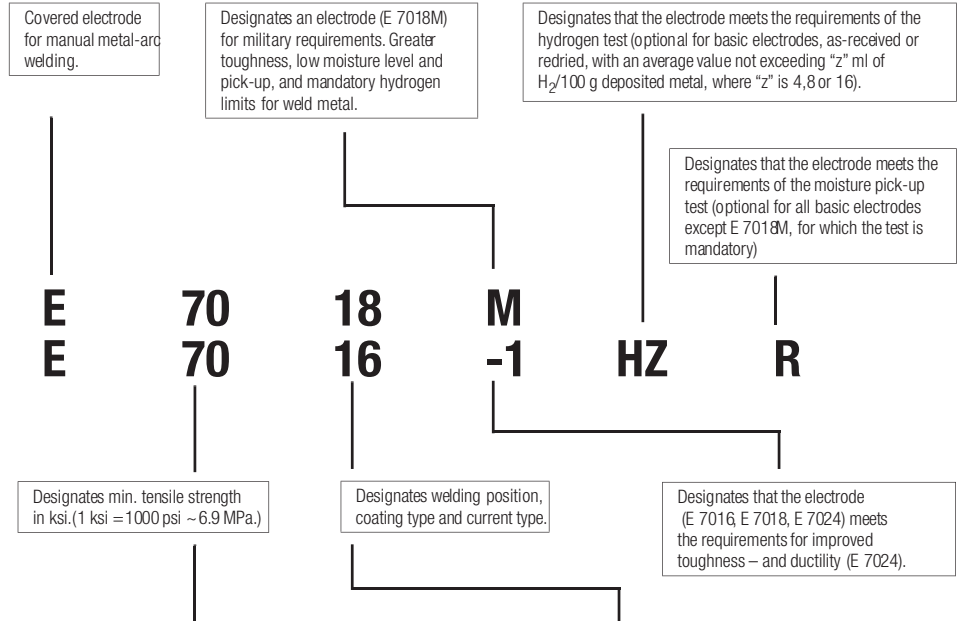 Covered electrode
for manual metal-arc
welding.
Designates an electrode (E 7018M)
for military requirements. Greater
toughness, low moisture level and
pick-up, and mandatory hydrogen
limits for weld metal.
Designates that the electrode meets the requirements of the
hydrogen test (optional for basic electrodes, as-received or
redried, with an average value not exceeding “z” ml of
H2/100 g deposited metal, where “z” is 4,8 or 16).
Designates that the electrode meets the
requirements of the moisture pick-up
test (optional for all basic electrodes
except E 7018M, for which the test is
mandatory)
E 70 18 M
E 70 16 -1 HZ R
Designates min. tensile strength
in ksi.(1 ksi = 1000 psi ~ 6.9 MPa.)
Designates welding position,
coating type and current type.
Designates that the electrode
(E 7016, E 7018, E 7024) meets
the requirements for improved
toughness – and ductility (E 7024).